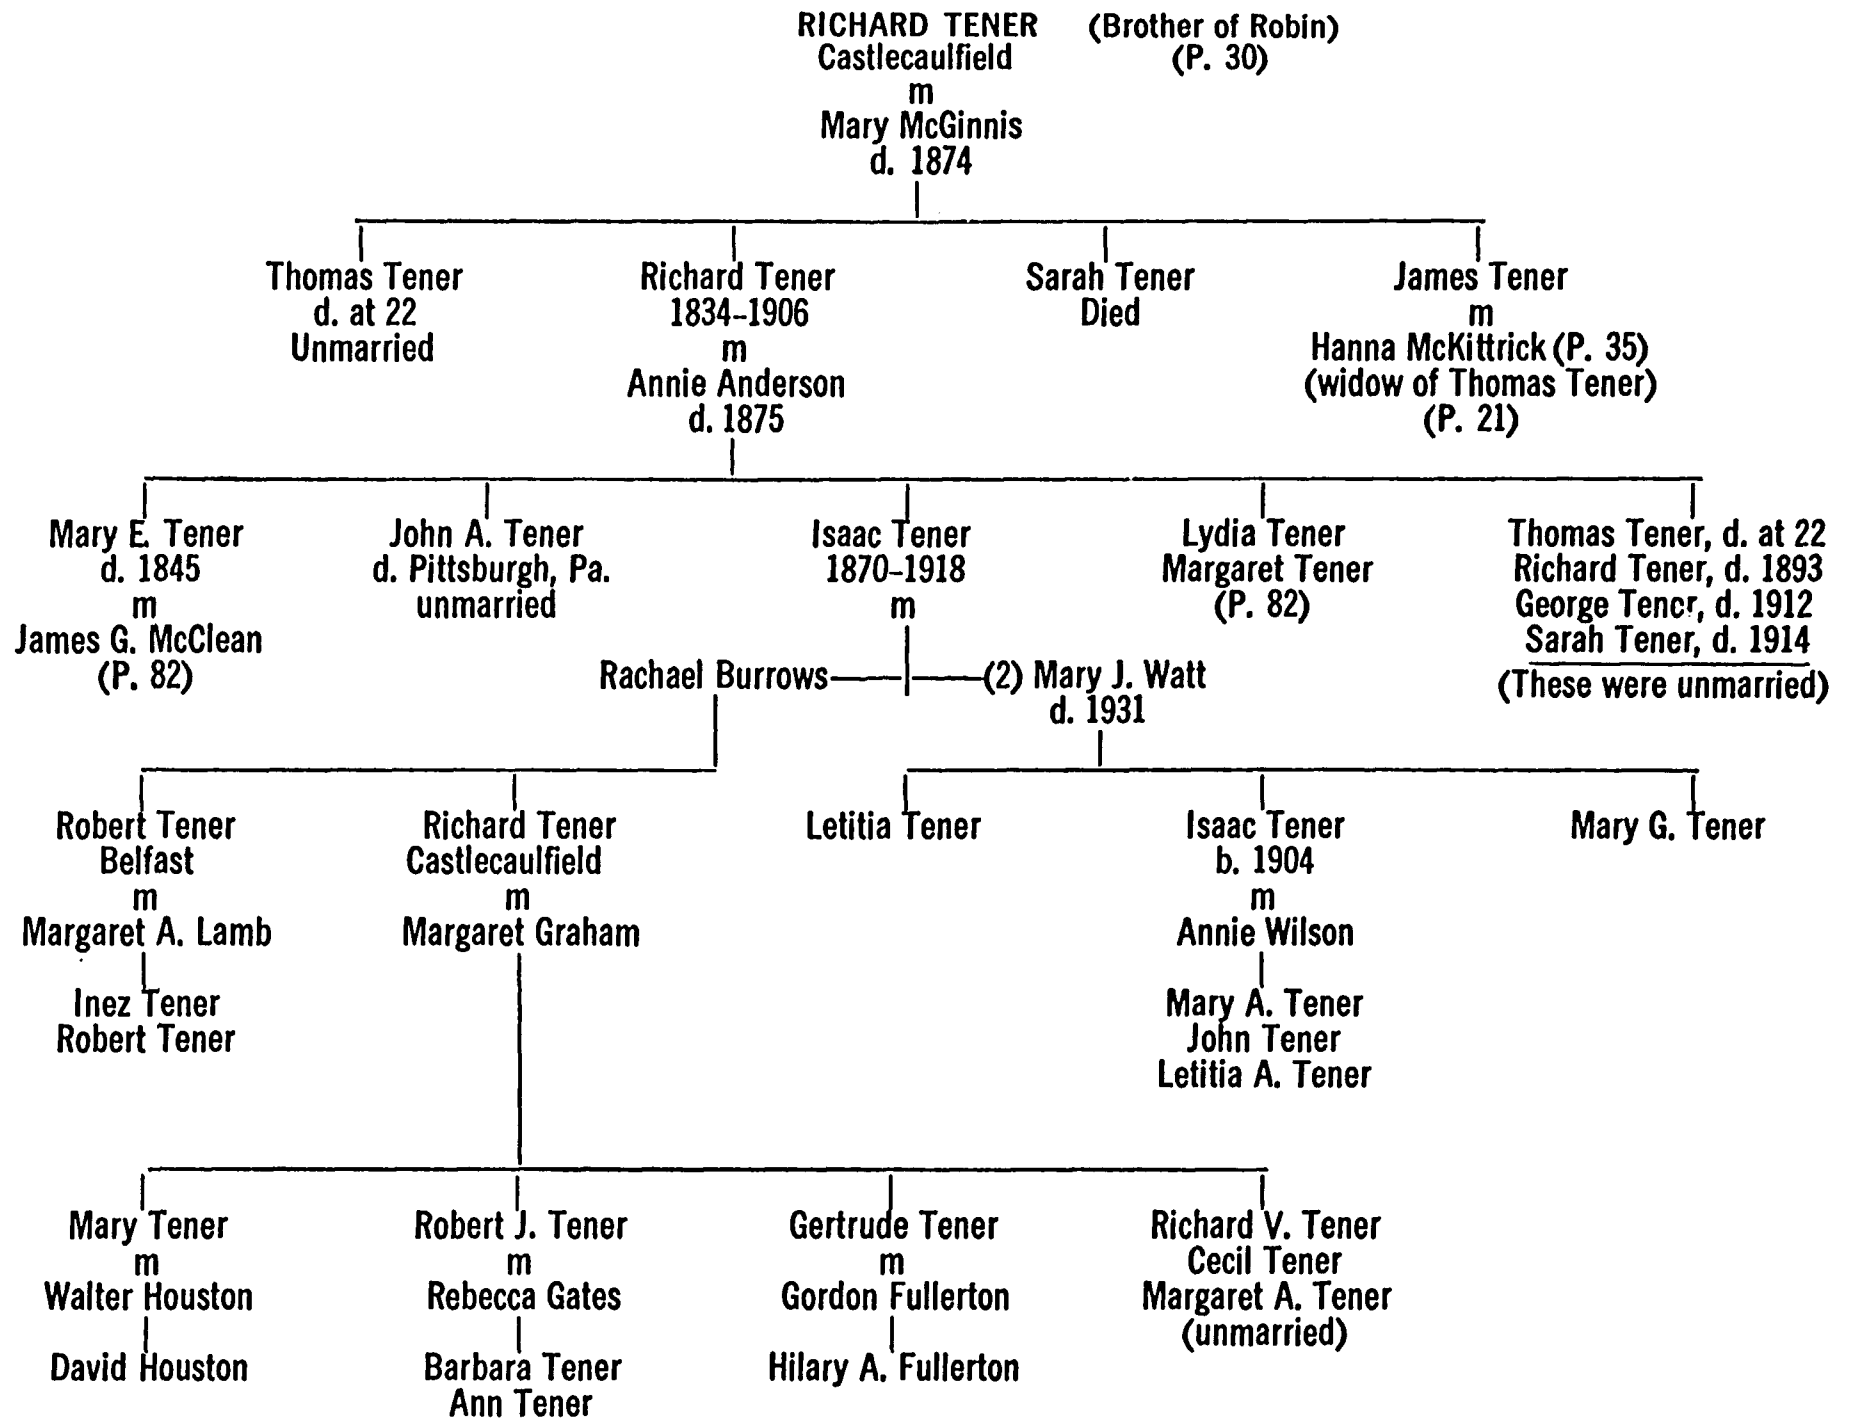 RICHARD TENER (Brother of Robin)
Castlecaulfield (P. 30)
m
Mary McGinnis
d. 1874
Thomas Tener
d. at 22
Unmarried
Richard Tener
1834-1906
m
Annie Anderson
d. 1875
Sarah Tener
Died
James Tener
m
Hanna McKittrick (P. 35)
(widow of Thomas Tener)
(P. 21)
Mary E. Tener
d. 1845
m
James G. McClean
(P. 82)
John A. Tener
d. Pittsburgh, Pa.
unmarried
Isaac Tener
1870-1918
m
Lydia Tener
Margaret Tener
(P. 82)
Thomas Tener, d. at 22
Richard Tener, d. 1893
George Tener, d. 1912
Sarah Tener, d. 1914
(These were unmarried)
Rachael Burrows
(2) Mary J. Watt
d. 1931
Robert Tener
Belfast
m
Margaret A. Lamb
Inez Tener
Robert Tener
Richard Tener
Castlecaulfield
m
Margaret Graham
Letitia Tener
Isaac Tener
b. 1904
m
Annie Wilson
Mary A. Tener
John Tener
Letitia A. Tener
Mary G. Tener
Mary Tener
m
Walter Houston
David Houston
Robert J. Tener
m
Rebecca Gates
Barbara Tener
Ann Tener
Gertrude Tener
m
Gordon Fullerton
Hilary A. Fullerton
Richard V. Tener
Cecil Tener
Margaret A. Tener
(unmarried)